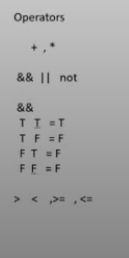 Operators
+ , *
&& || not
&&
T T = T
T F = F
F T = F
F F = F
> < ,>= , <=